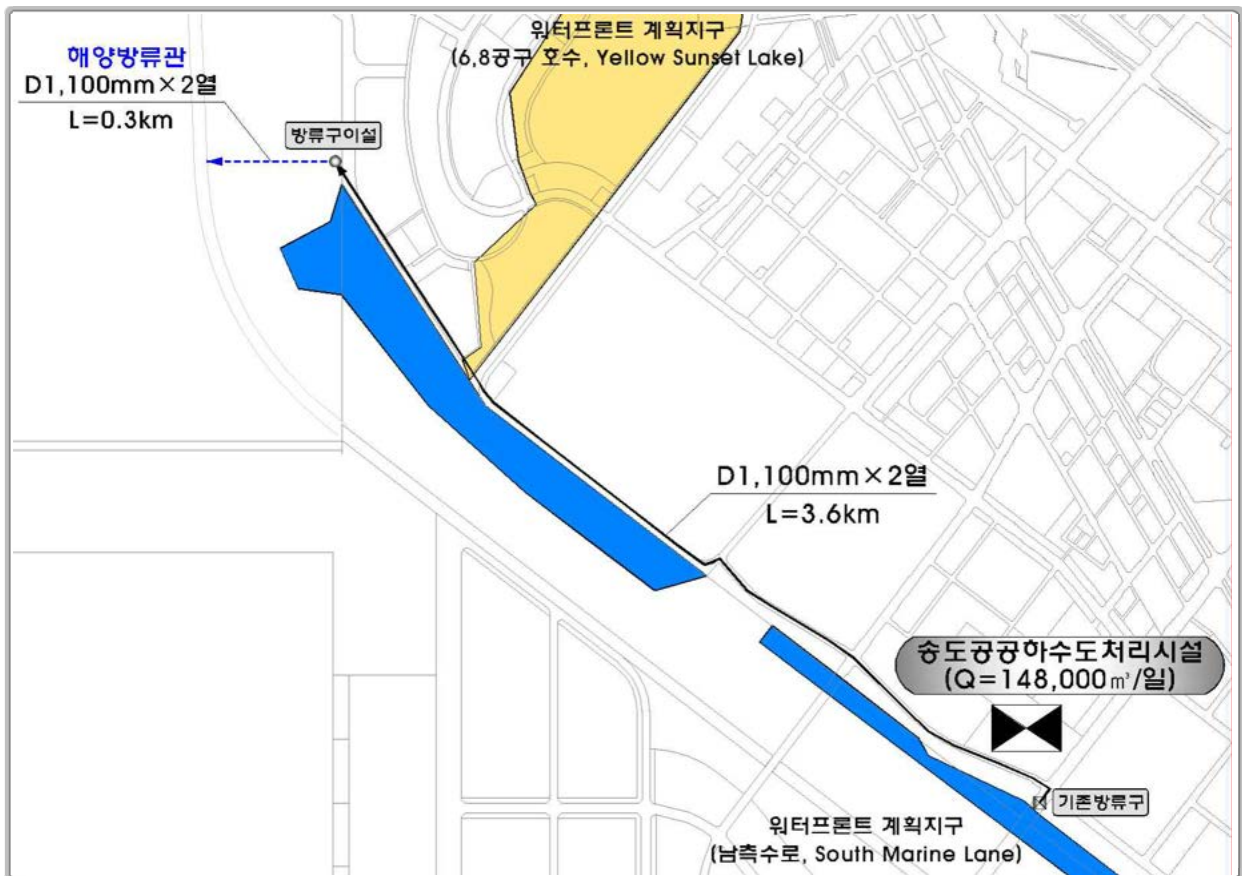 워터프론트 계획지구
(6,8공구 호수, Yellow Sunset Lake)
해양방류관
D1,100mm×2열
L=0.3km
방류구이설
D1,100mm×2열
L=3.6km
송도공공하수도처리시설
(Q=148,000㎥/일)
기존방류구
워터프론트 계획지구
(남측수로, South Marine Lane)